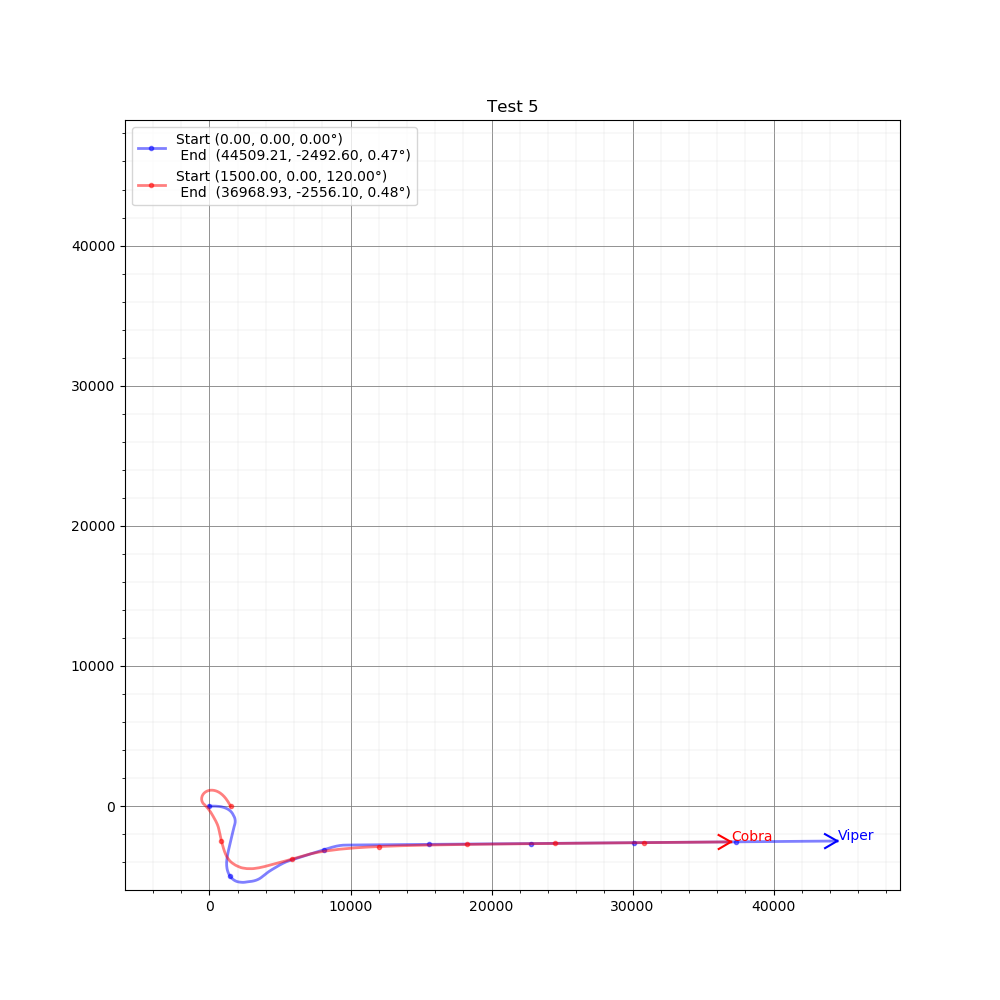 Test 5
Start (0.00, 0.00, 0.00°)
End  (44509.21, -2492.60, 0.47°)
Start (1500.00, 0.00, 120.00°)
End  (36968.93, -2556.10, 0.48°)
40000
30000
20000
10000
0
Cobra
Viper
0
10000
20000
30000
40000